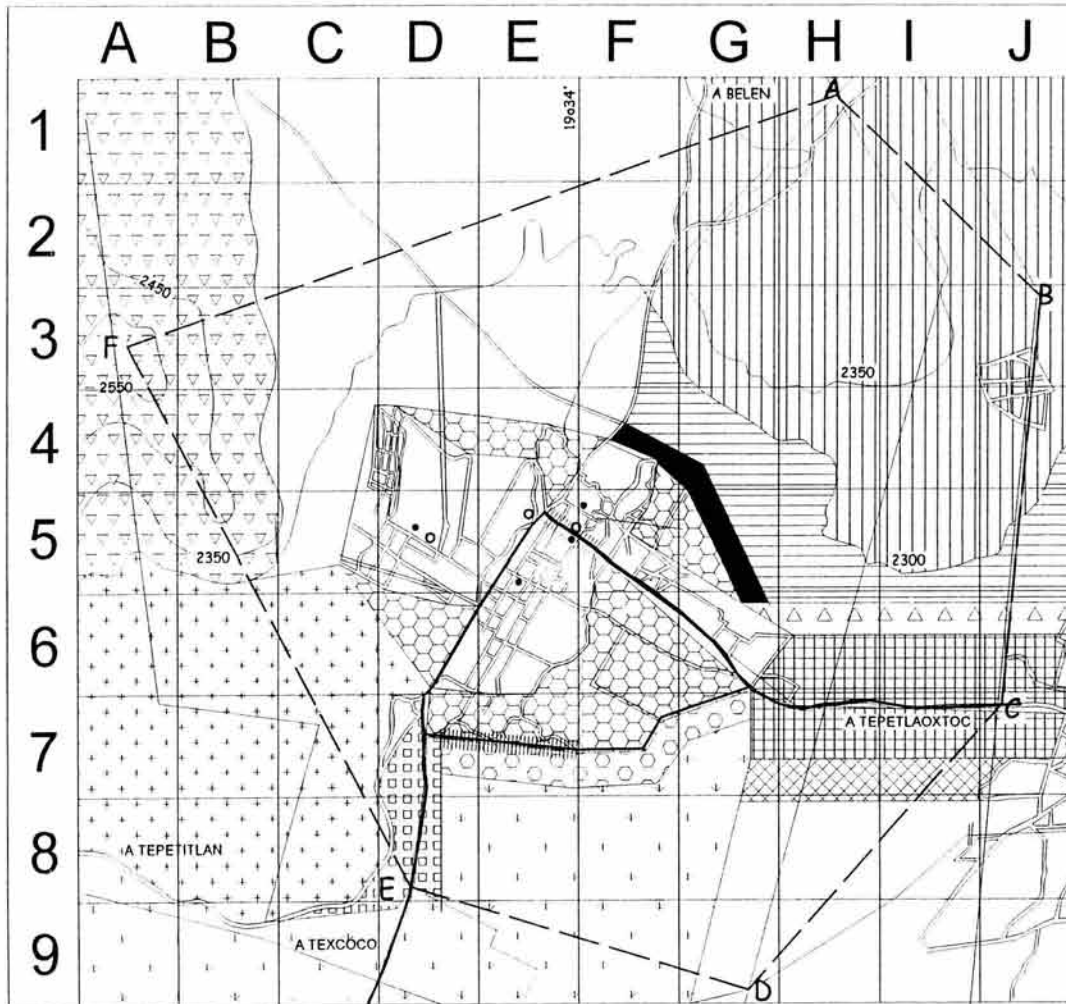 A B C D E F G H I J
1
2
3
4
5
6
7
8
9
A BELEN
A
19o34'
2450
B
F
2550
2350
2350
2300
C
A TEPETLAOXTOC
A TEPETITLAN
E
A TEXCOCO
D